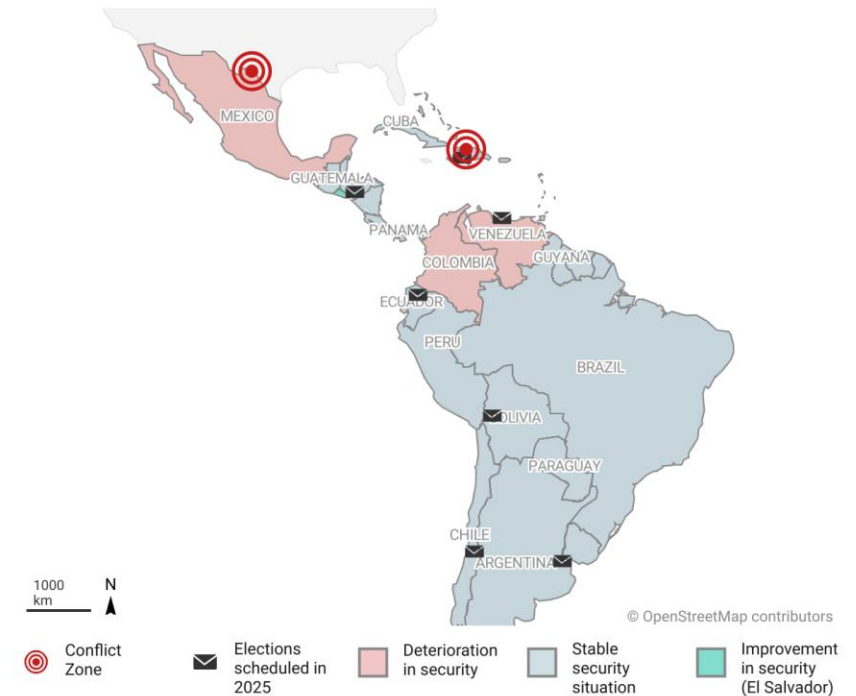 MEXICO
CUBA
GUATEMALA
PANAMA
VENEZUELA
COLOMBIA
GUYANA
ECUADOR
PERU
BRAZIL
BOLIVIA
PARAGUAY
CHILE
ARGENTINA
1000
km
N
© OpenStreetMap contributors
Conflict
Zone
Elections
scheduled in
2025
Deterioration
in security
Stable
security
situation
Improvement
in security
(El Salvador)